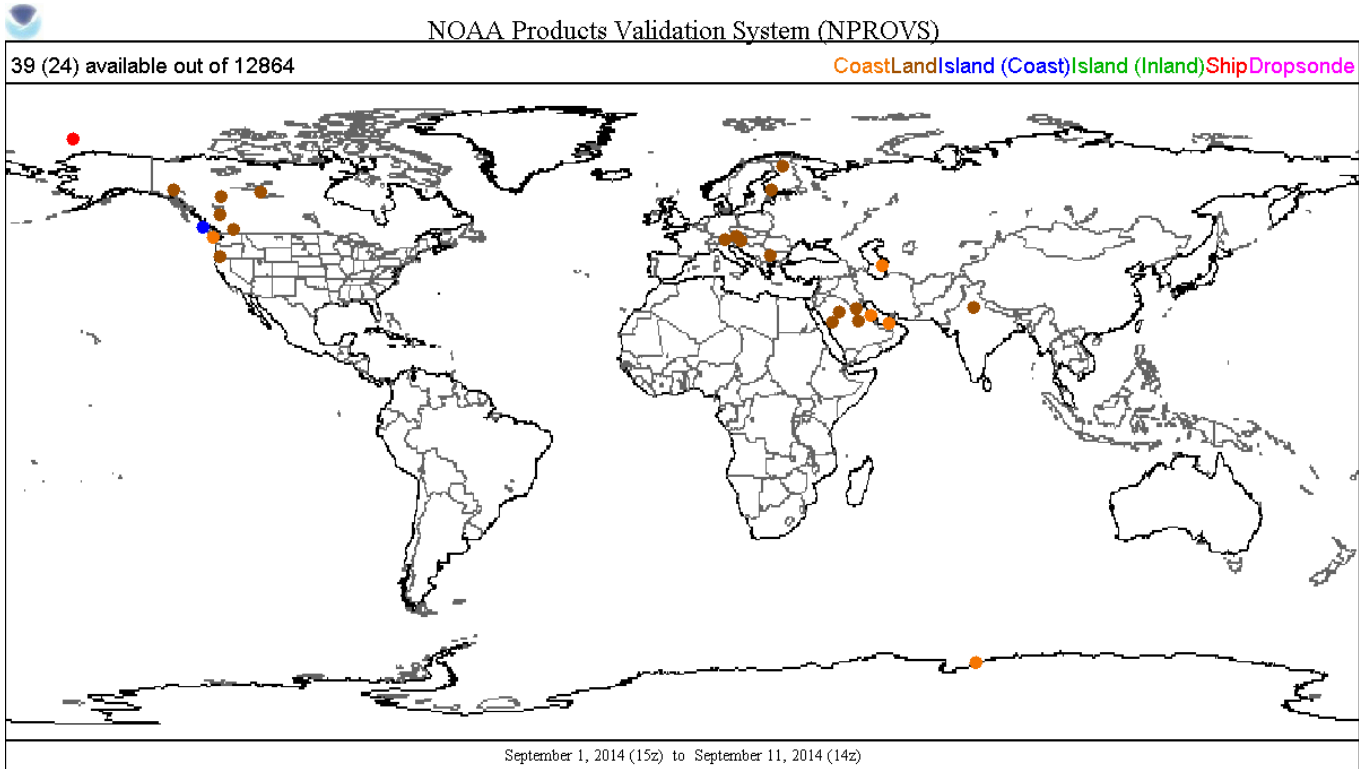 NOAA Products Validation System (NPROVS)
39 (24) available out of 12864
CoastLandIsland (Coast)Island (Inland)ShipDropsonde
September 1, 2014 (15z) to September 11, 2014 (14z)